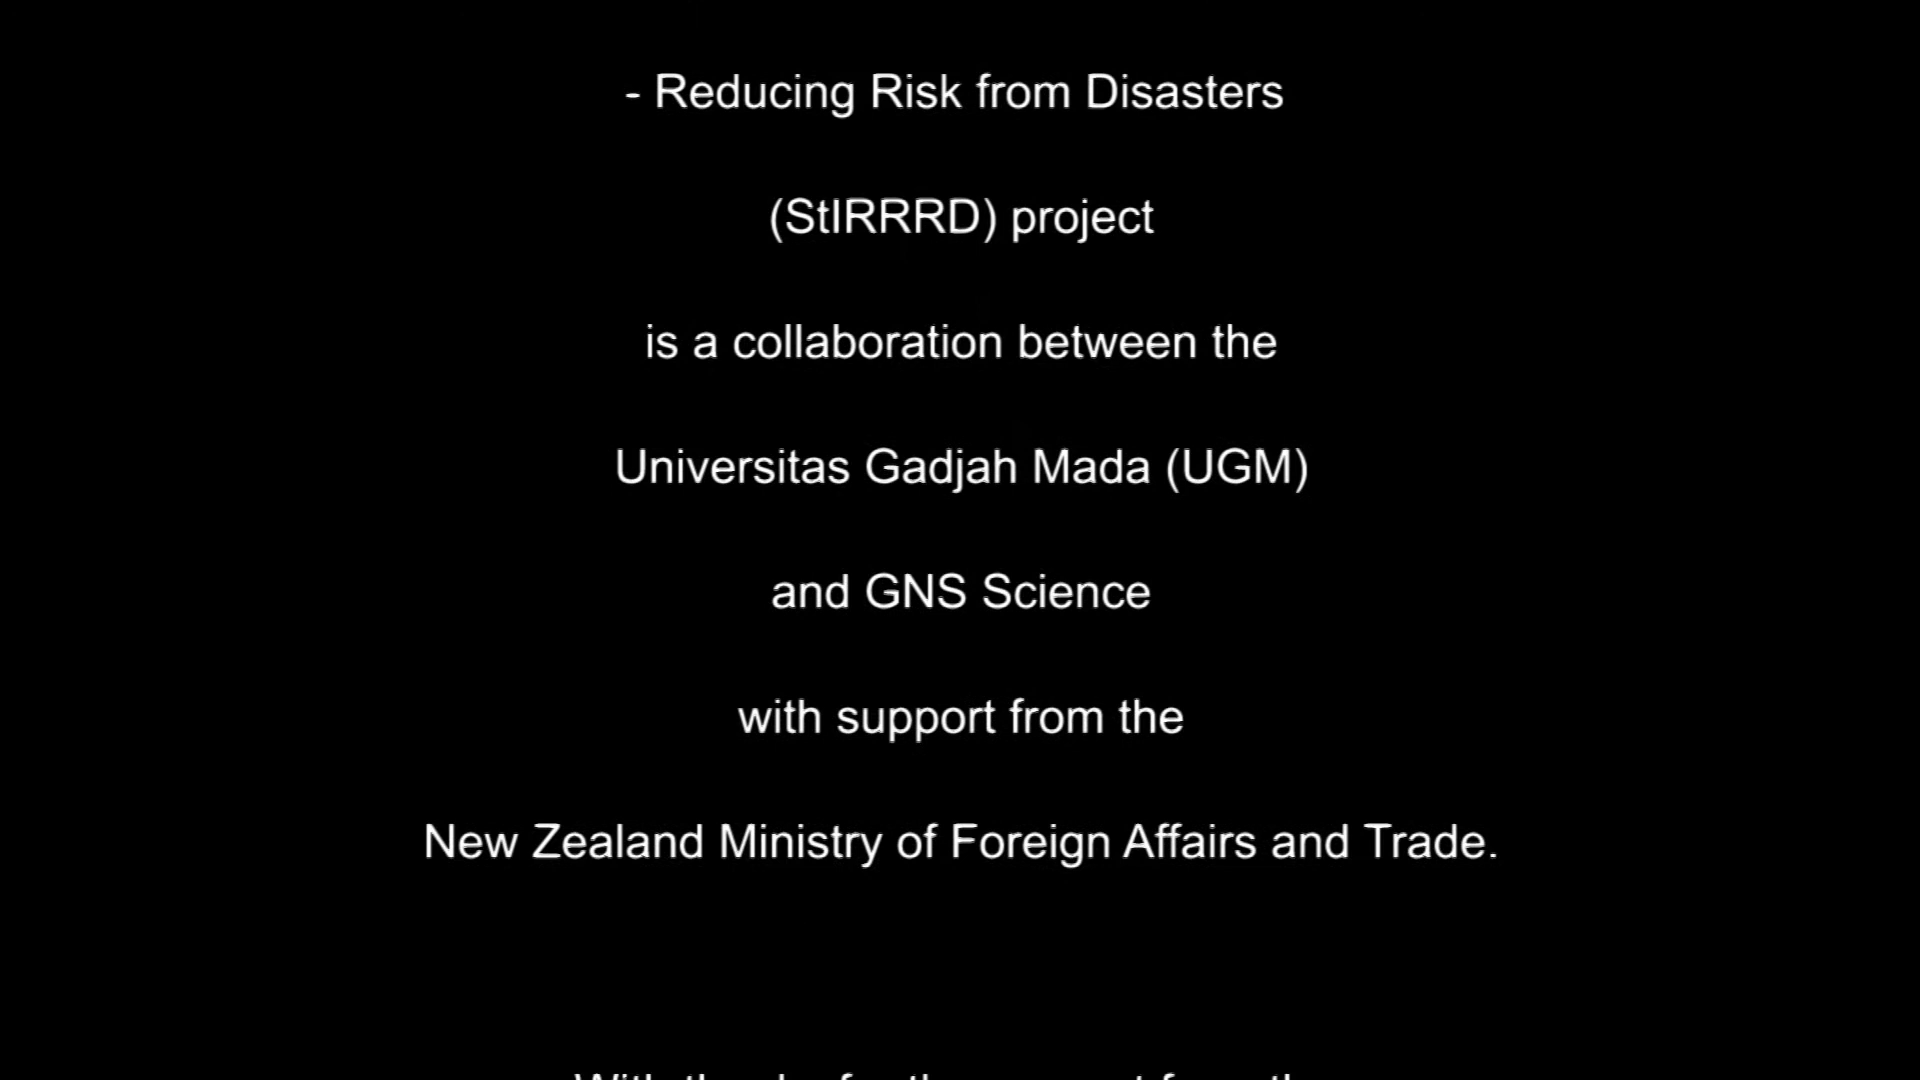 - Reducing Risk from Disasters
(StIRRRD) project
is a collaboration between the
Universitas Gadjah Mada (UGM)
and GNS Science
with support from the
New Zealand Ministry of Foreign Affairs and Trade.